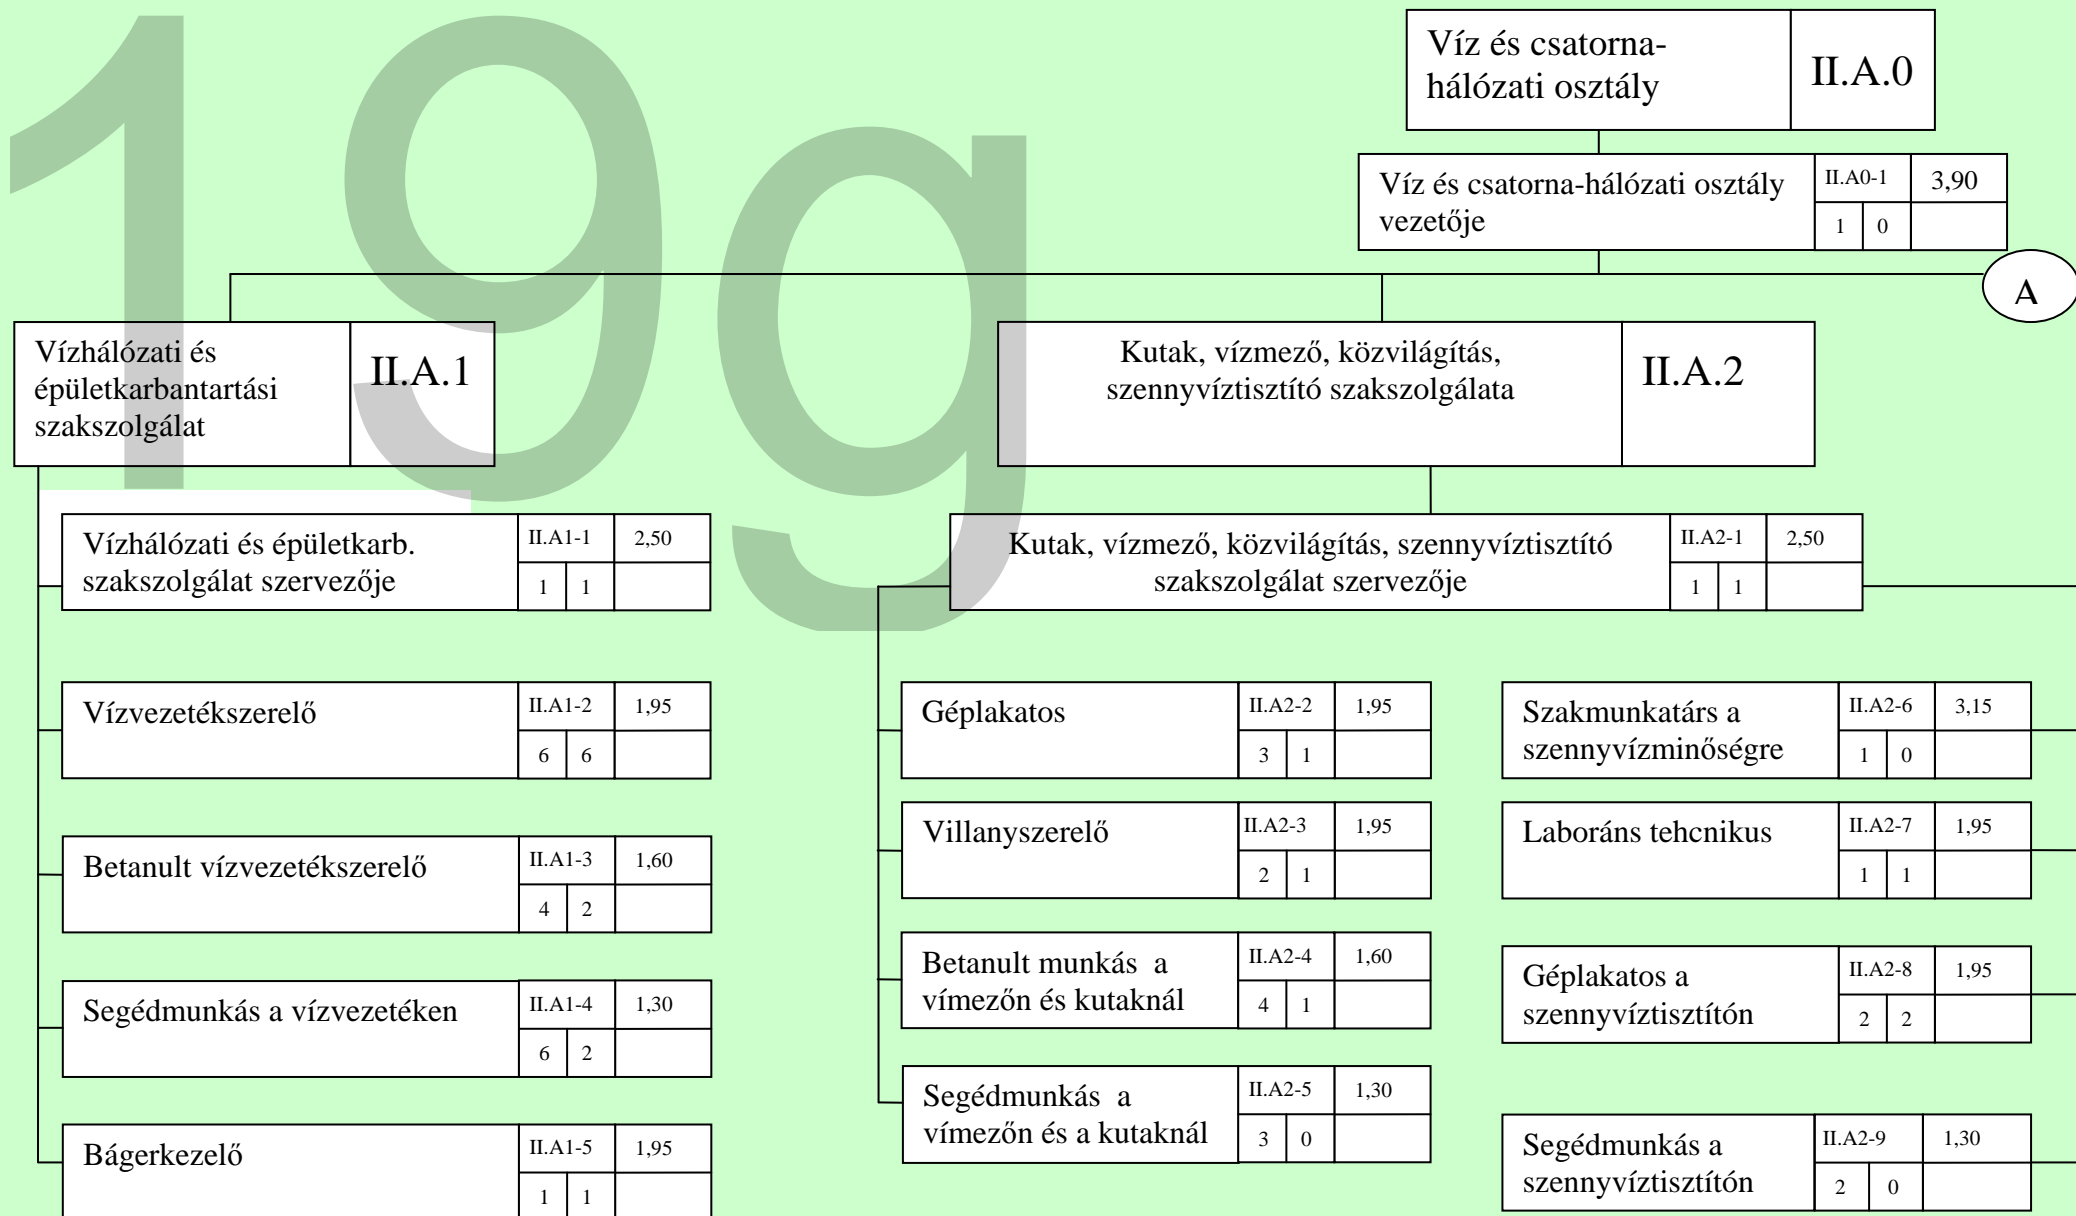 19g
Víz és csatorna-
hálózati osztály
II.A.0
Víz és csatorna-hálózati osztály
vezetője
II.A0-1
3,90
1
0
A
Vízhálózati és
épületkarbantartási
szakszolgálat
II.A.1
Kutak, vízmező, közvilágítás,
szennyvíztisztító szakszolgálata
II.A.2
Vízhálózati és épületkarb.
szakszolgálat szervezője
II.A1-1
2,50
1
1
Vízvezetékszerelő
II.A1-2
1,95
6
6
Betanult vízvezetékszerelő
II.A1-3
1,60
4
2
Segédmunkás a vízvezetéken
II.A1-4
1,30
6
2
Bágerkezelő
II.A1-5
1,95
1
1
Kutak, vízmező, közvilágítás, szennyvíztisztító
szakszolgálat szervezője
II.A2-1
2,50
1
1
Géplakatos
II.A2-2
1,95
3
1
Villanyszerelő
II.A2-3
1,95
2
1
Betanult munkás a
vímezőn és kutaknál
II.A2-4
1,60
4
1
Segédmunkás a
vímezőn és a kutaknál
II.A2-5
1,30
3
0
Szakmunkatárs a
szennyvízminőségre
II.A2-6
3,15
1
0
Laboráns tehcnikus
II.A2-7
1,95
1
1
Géplakatos a
szennyvíztisztítón
II.A2-8
1,95
2
2
Segédmunkás a
szennyvíztisztítón
II.A2-9
1,30
2
0